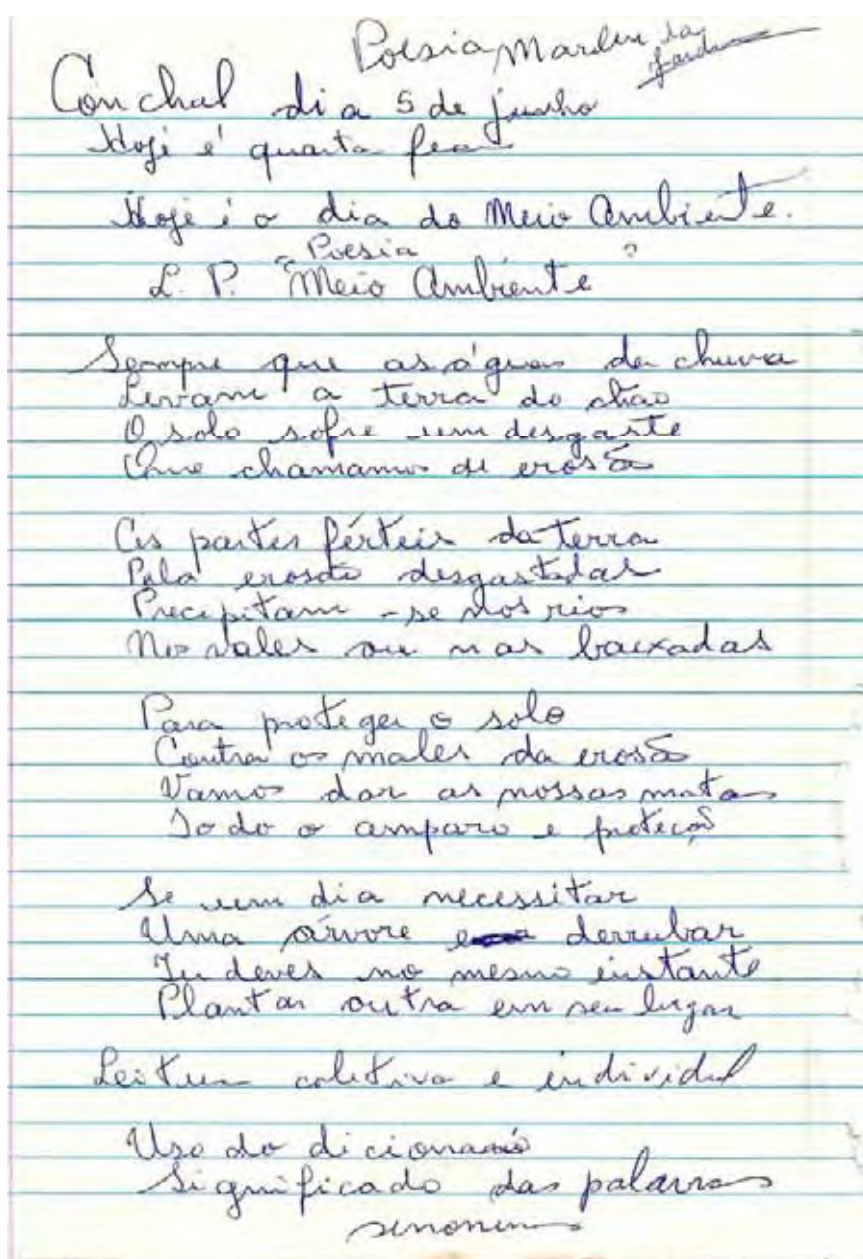 Poesia
Conchal dia 5 de junho
Hoje é quarta feira
Hoje é o dia do Meio Ambiente.
Poesia
L. P. "Meio Ambiente"
Sempre que as águas da chuva
Levam a terra do chão
O solo sofre um desgaste
Que chamamos de erosão
As partes férteis da terra
Pela erosão desgastadas
Precipitam-se nos rios
Nos vales ou nas baixadas
Para proteger o solo
Contra os males da erosão
Vamos dar as nossas matas
Todo o amparo e proteção
Se um dia necessitar
Uma árvore derrubar
Tu deves no mesmo instante
Plantar outra em seu lugar
Leitura coletiva e individual
Uso do dicionario
Significado das palavras
sinonimos